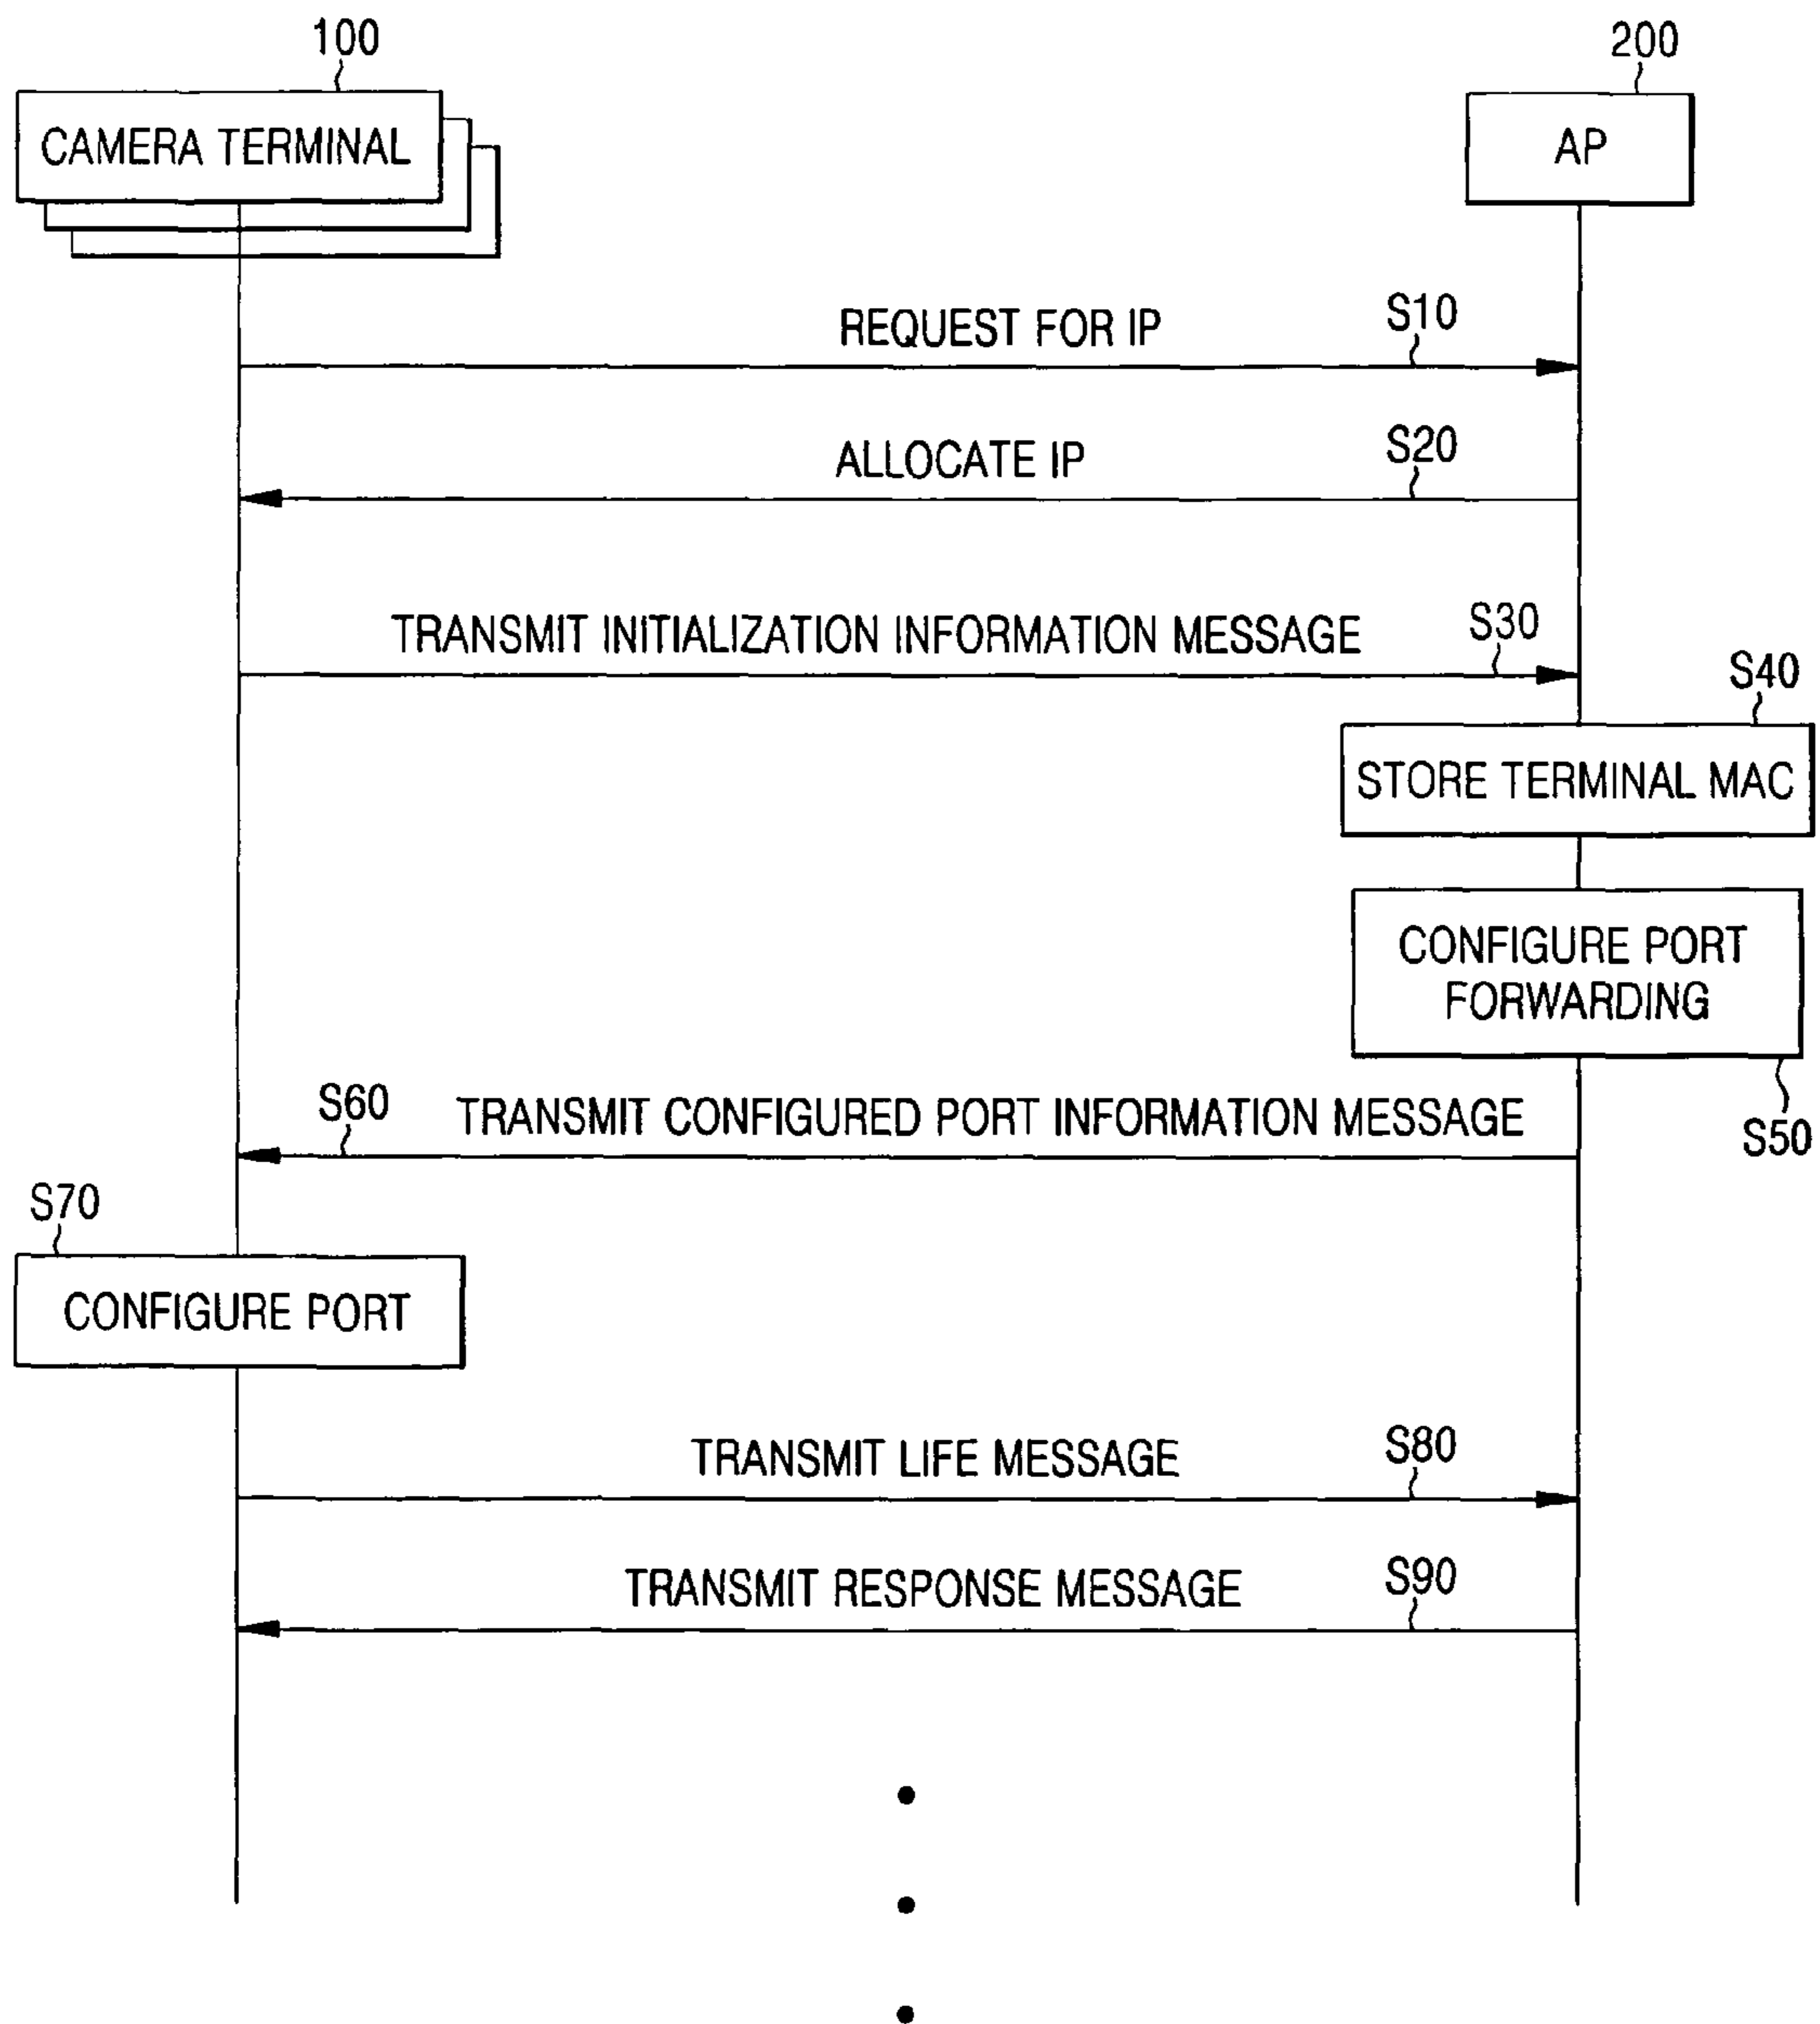 100
200
CAMERA TERMINAL
AP
REQUEST FOR IP
S10
ALLOCATE IP
S20
TRANSMIT INITIALIZATION INFORMATION MESSAGE
S30
S40
STORE TERMINAL MAC
CONFIGURE PORT
FORWARDING
S50
S60
TRANSMIT CONFIGURED PORT INFORMATION MESSAGE
S70
CONFIGURE PORT
TRANSMIT LIFE MESSAGE
S80
TRANSMIT RESPONSE MESSAGE
S90